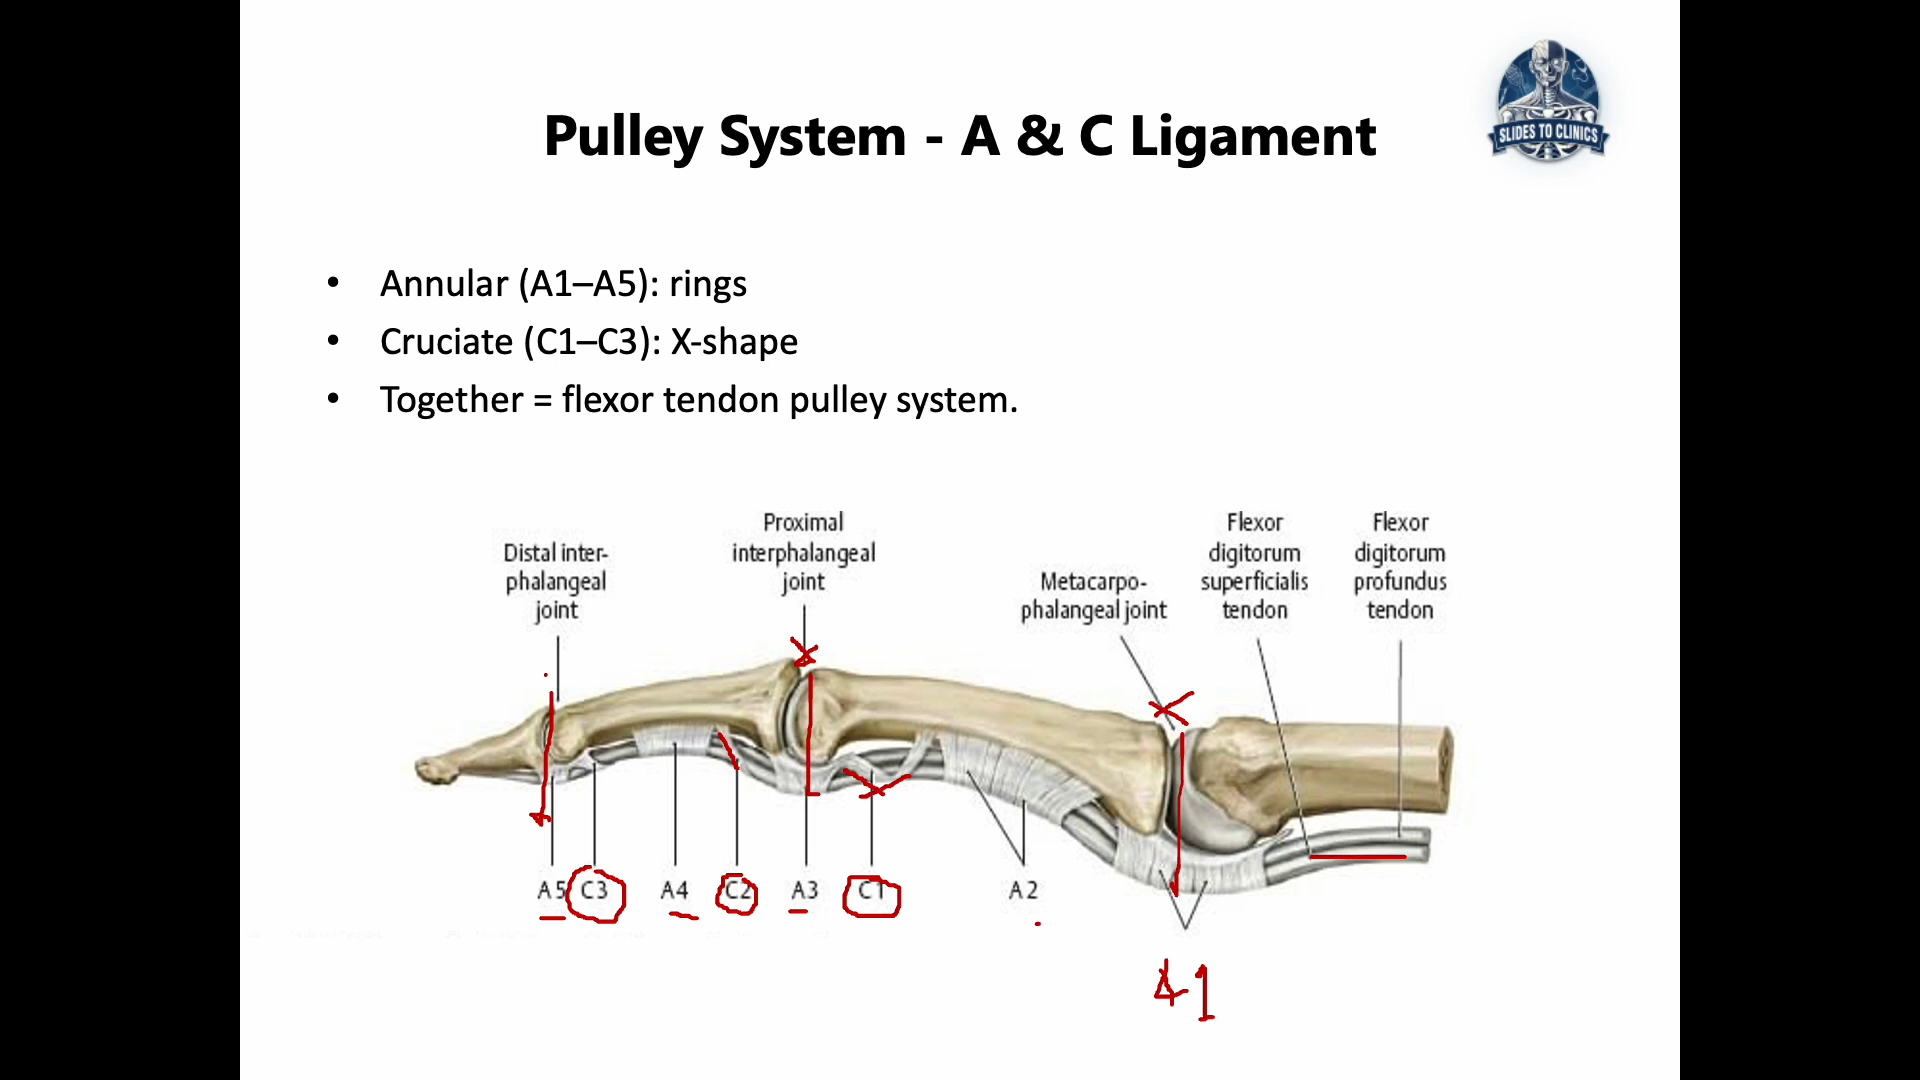 Pulley System - A & C Ligament
SLIDES TO CLINICS
• Annular (A1–A5): rings
• Cruciate (C1–C3): X-shape
• Together = flexor tendon pulley system.
Distal inter-
phalangeal
joint
Proximal
interphalangeal
joint
Metacarpo-
phalangeal joint
Flexor
digitorum
superficialis
tendon
Flexor
digitorum
profundus
tendon
A5 C3 A4 C2 A3 C1 A2
A1